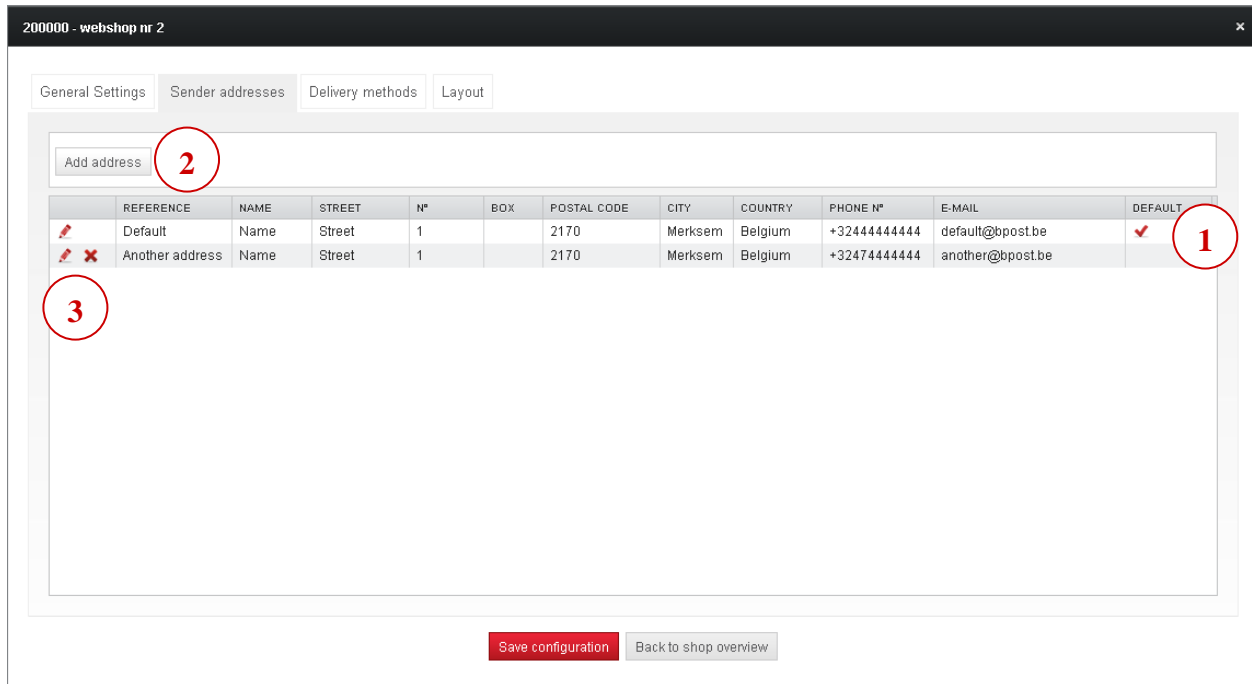 200000 - webshop nr 2 ×
General Settings Sender addresses Delivery methods Layout
Add address 2
REFERENCE NAME STREET N° BOX POSTAL CODE CITY COUNTRY PHONE N° E-MAIL DEFAULT
Default Name Street 1 2170 Merksem Belgium +32444444444 default@bpost.be
1
Another address Name Street 1 2170 Merksem Belgium +32474444444 another@bpost.be
3
Save configuration Back to shop overview